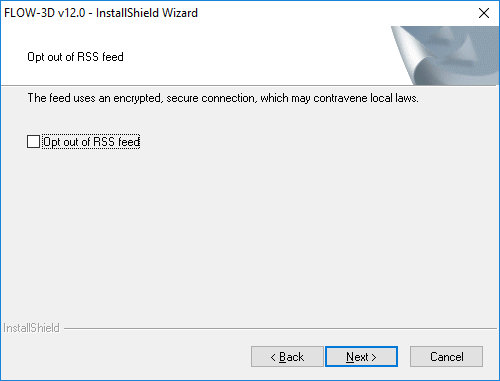 FLOW-3D v12.0 - InstallShield Wizard
Opt out of RSS feed
The feed uses an encrypted, secure connection, which may contravene local laws.
Opt out of RSS feed
InstallShield
< Back
Next >
Cancel